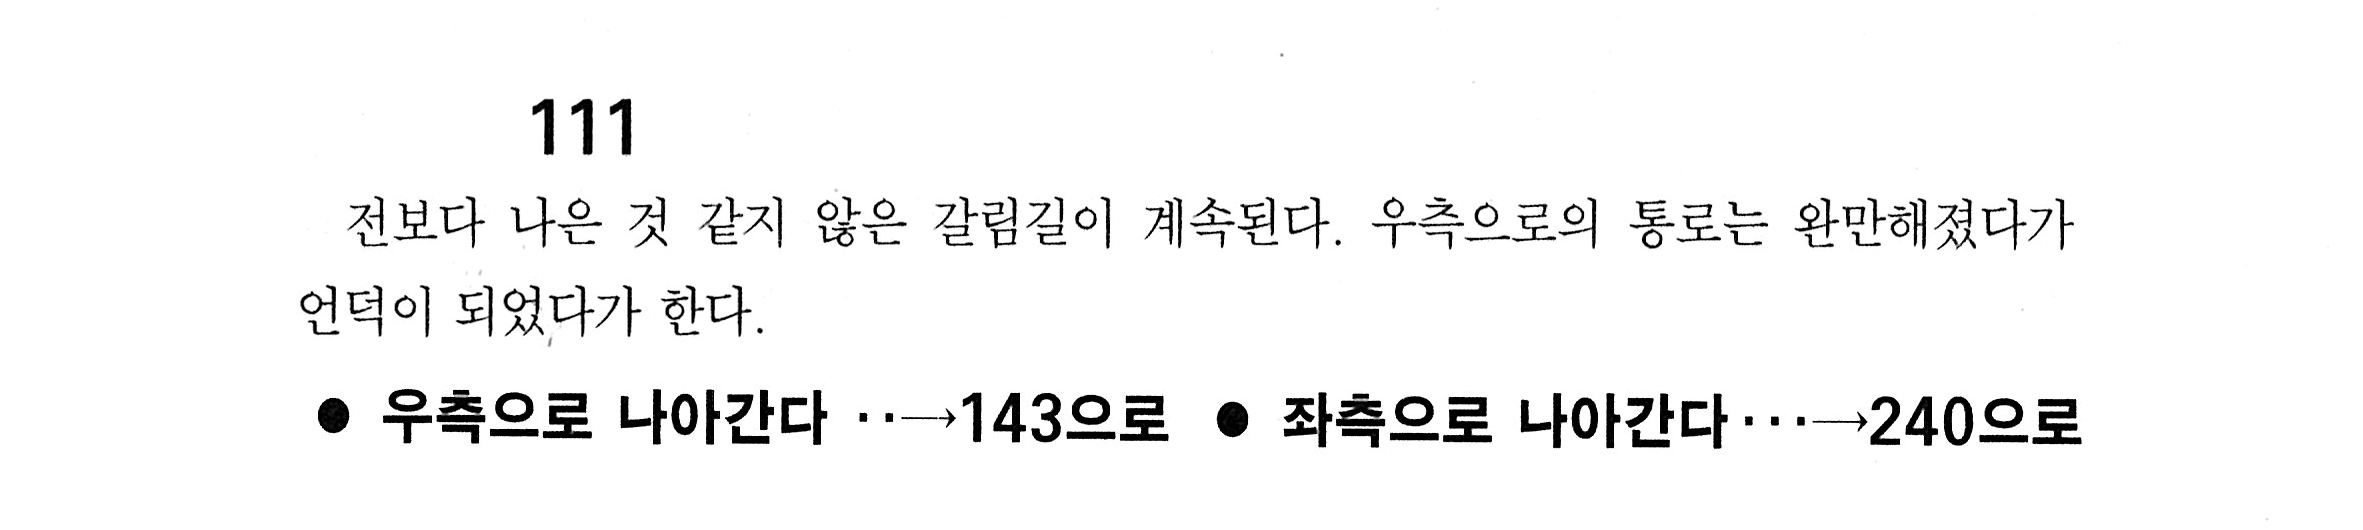 111
전보다 나은 것 같지 않은 갈림길이 계속된다. 우측으로의 통로는 완만해졌다가
언덕이 되었다가 한다.
● 우측으로 나아간다 ‥→143으로 ● 좌측으로 나아간다…→240으로